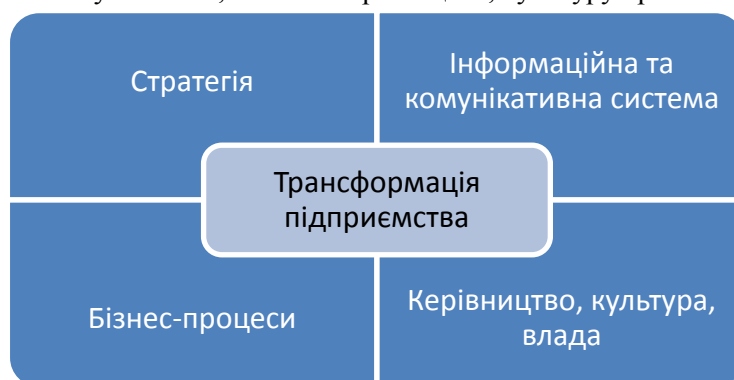 Стратегія
Інформаційна та
комунікативна система
Трансформація
підприємства
Бізнес-процеси
Керівництво, культура,
влада